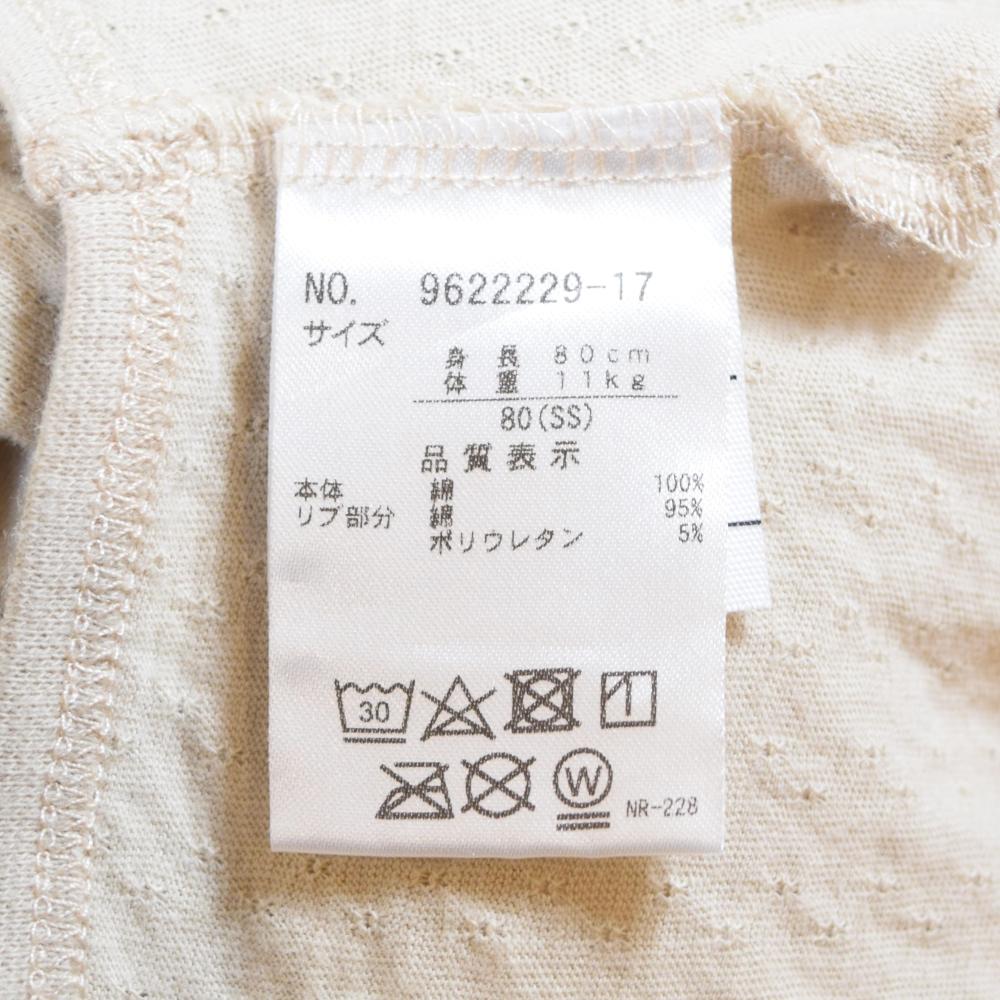 NO. 9622229-17
サイズ
身長 80cm
体重 11kg
80(SS)
品質表示
本体 綿 100%
リブ部分 綿 95%
ポリウレタン 5%
30
W NR-228